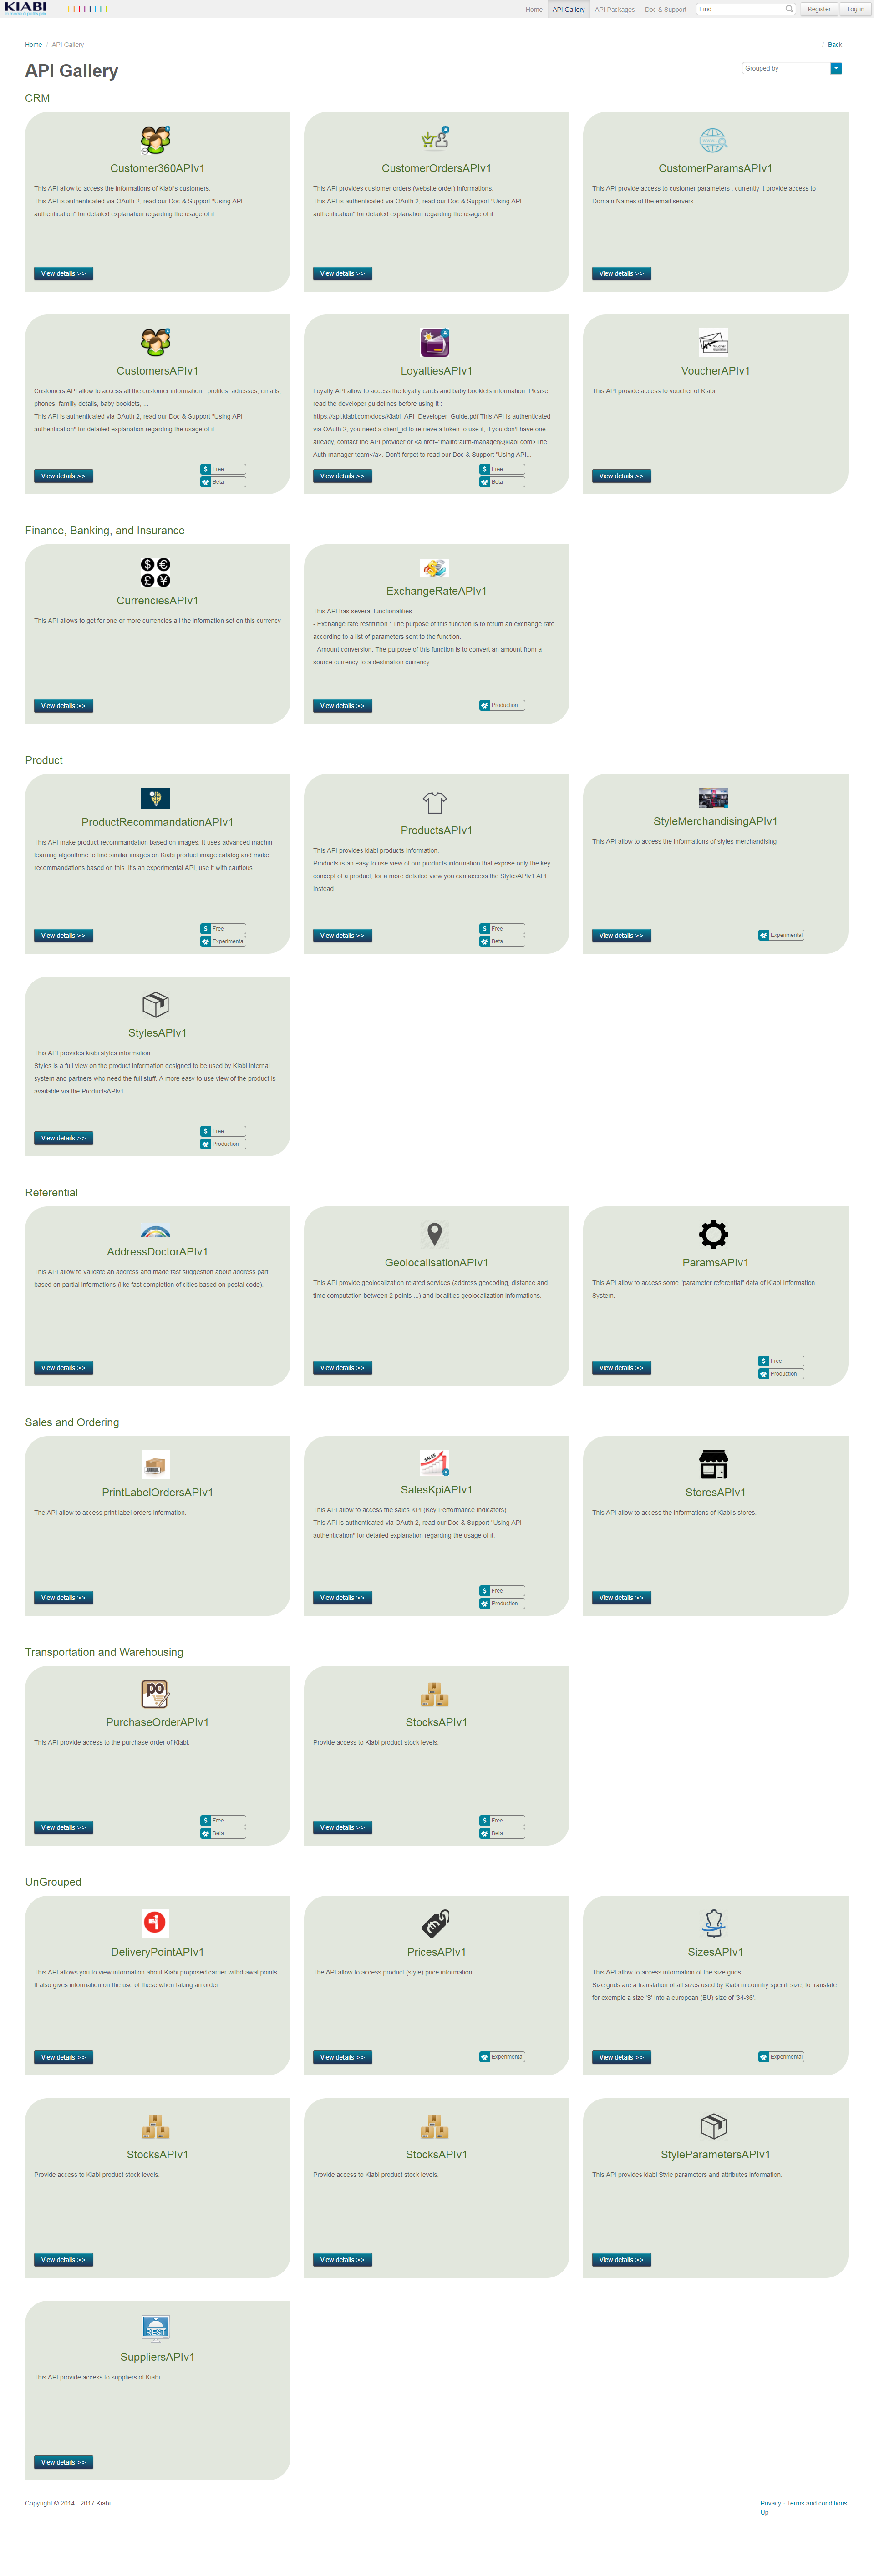 KIABI
la mode à petits prix
Home
API Gallery
API Packages
Doc & Support
Find
Register
Log in
Home / API Gallery
/ Back
API Gallery
Grouped by
CRM
Customer360APIv1
This API allow to access the informations of Kiabi's customers.
This API is authenticated via OAuth 2, read our Doc & Support "Using API
authentication" for detailed explanation regarding the usage of it.
View details >>
CustomerOrdersAPIv1
This API provides customer orders (website order) informations.
This API is authenticated via OAuth 2, read our Doc & Support "Using API
authentication" for detailed explanation regarding the usage of it.
View details >>
CustomerParamsAPIv1
This API provide access to customer parameters : currently it provide access to
Domain Names of the email servers.
View details >>
CustomersAPIv1
Customers API allow to access all the customer information : profiles, adresses, emails,
phones, familly details, baby booklets, ...
This API is authenticated via OAuth 2, read our Doc & Support "Using API
authentication" for detailed explanation regarding the usage of it.
View details >>
Free
Beta
LoyaltiesAPIv1
Loyalty API allow to access the loyalty cards and baby booklets information. Please
read the developer guidelines before using it :
https://api.kiabi.com/docs/Kiabi_API_Developer_Guide.pdf This API is authenticated
via OAuth 2, you need a client_id to retrieve a token to use it, if you don't have one
already, contact the API provider or <a href="mailto:auth-manager@kiabi.com>The
Auth manager team</a>. Don't forget to read our Doc & Support "Using API...
View details >>
Free
Beta
VoucherAPIv1
This API provide access to voucher of Kiabi.
View details >>
Finance, Banking, and Insurance
CurrenciesAPIv1
This API allows to get for one or more currencies all the information set on this currency
View details >>
ExchangeRateAPIv1
This API has several functionalities:
- Exchange rate restitution : The purpose of this function is to return an exchange rate
according to a list of parameters sent to the function.
- Amount conversion: The purpose of this function is to convert an amount from a
source currency to a destination currency.
View details >>
Production
Product
ProductRecommandationAPIv1
This API make product recommendation based on images. It uses advanced machin
learning algorithme to find similar images on Kiabi product image catalog and make
recommandations based on this. It's an experimental API, use it with cautious.
View details >>
Free
Experimental
ProductsAPIv1
This API provides kiabi products information.
Products is an easy to use view of our products information that expose only the key
concept of a product, for a more detailed view you can access the StylesAPIv1 API
instead.
View details >>
Free
Beta
StyleMerchandisingAPIv1
This API allow to access the informations of styles merchandising
View details >>
Experimental
StylesAPIv1
This API provides kiabi styles information.
Styles is a full view on the product information designed to be used by Kiabi internal
system and partners who need the full stuff. A more easy to use view of the product is
available via the ProductsAPIv1
View details >>
Free
Production
Referential
AddressDoctorAPIv1
This API allow to validate an address and made fast suggestion about address part
based on partial informations (like fast completion of cities based on postal code).
View details >>
GeolocalisationAPIv1
This API provide geolocalization related services (address geocoding, distance and
time computation between 2 points ...) and localities geolocalization informations.
View details >>
ParamsAPIv1
This API allow to access some "parameter referential" data of Kiabi Information
System.
View details >>
Free
Production
Sales and Ordering
PrintLabelOrdersAPIv1
The API allow to access print label orders information.
View details >>
SALES
SalesKpiAPIv1
This API allow to access the sales KPI (Key Performance Indicators).
This API is authenticated via OAuth 2, read our Doc & Support "Using API
authentication" for detailed explanation regarding the usage of it.
View details >>
Free
Production
StoresAPIv1
This API allow to access the informations of Kiabi's stores.
View details >>
Transportation and Warehousing
po
PurchaseOrderAPIv1
This API provide access to the purchase order of Kiabi.
View details >>
Free
Beta
StocksAPIv1
Provide access to Kiabi product stock levels.
View details >>
Free
Beta
UnGrouped
DeliveryPointAPIv1
This API allows you to view information about Kiabi proposed carrier withdrawal points
It also gives information on the use of these when taking an order.
View details >>
PricesAPIv1
The API allow to access product (style) price information.
View details >>
Experimental
SizesAPIv1
This API allow to access information of the size grids.
Size grids are a translation of all sizes used by Kiabi in country specifi size, to translate
for exemple a size 'S' into a european (EU) size of '34-36'.
View details >>
Experimental
StocksAPIv1
Provide access to Kiabi product stock levels.
View details >>
StocksAPIv1
Provide access to Kiabi product stock levels.
View details >>
StyleParametersAPIv1
This API provides kiabi Style parameters and attributes information.
View details >>
REST
SuppliersAPIv1
This API provide access to suppliers of Kiabi.
View details >>
Copyright © 2014 - 2017 Kiabi
Privacy · Terms and conditions
Up